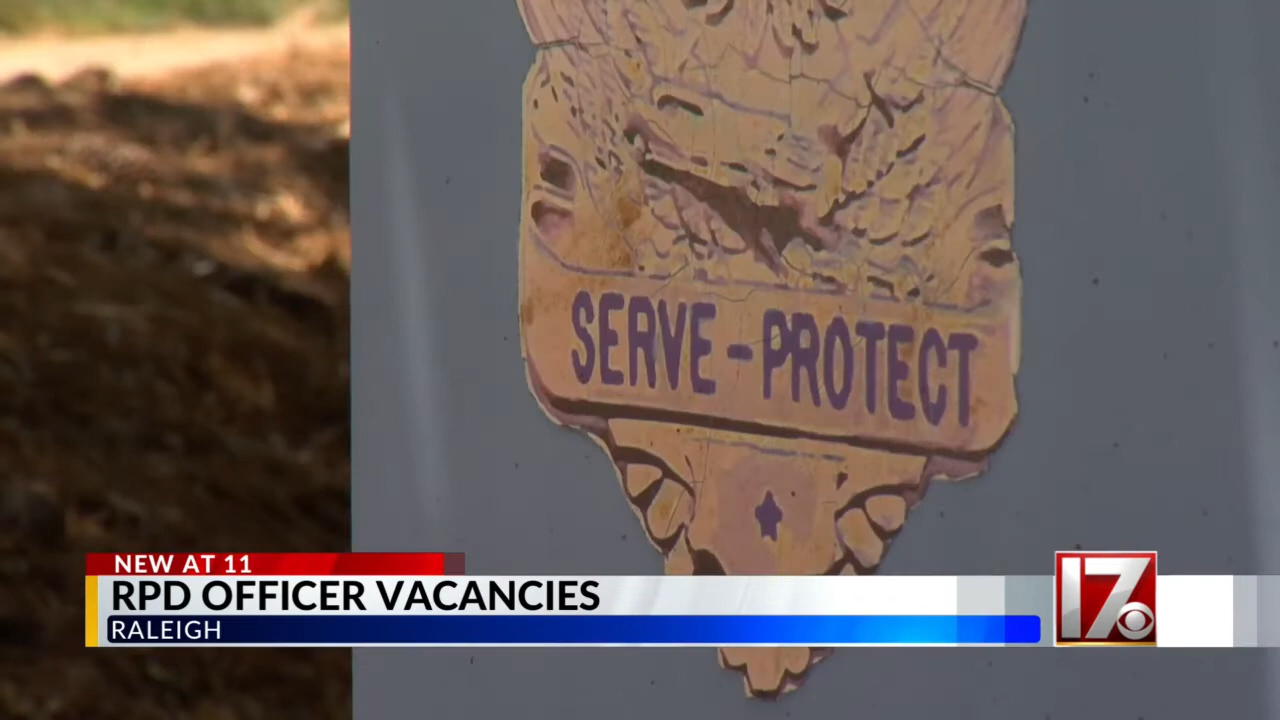 SERVE-PROTECT
NEW AT 11
RPD OFFICER VACANCIES
RALEIGH
17